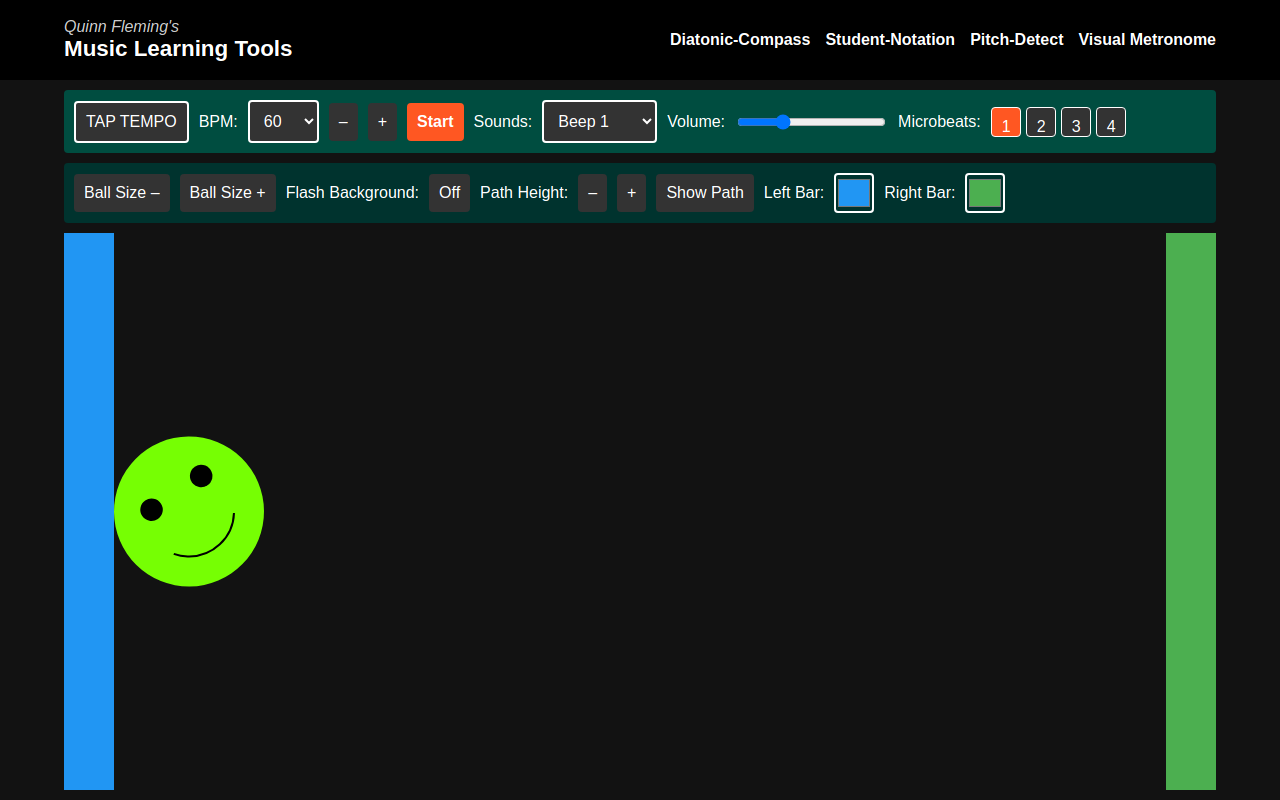 Quinn Fleming's
Music Learning Tools
Diatonic-Compass Student-Notation Pitch-Detect Visual Metronome
TAP TEMPO BPM: 60 – + Start Sounds: Beep 1 Volume: Microbeats: 1 2 3 4
Ball Size – Ball Size + Flash Background: Off Path Height: – + Show Path Left Bar: Right Bar: